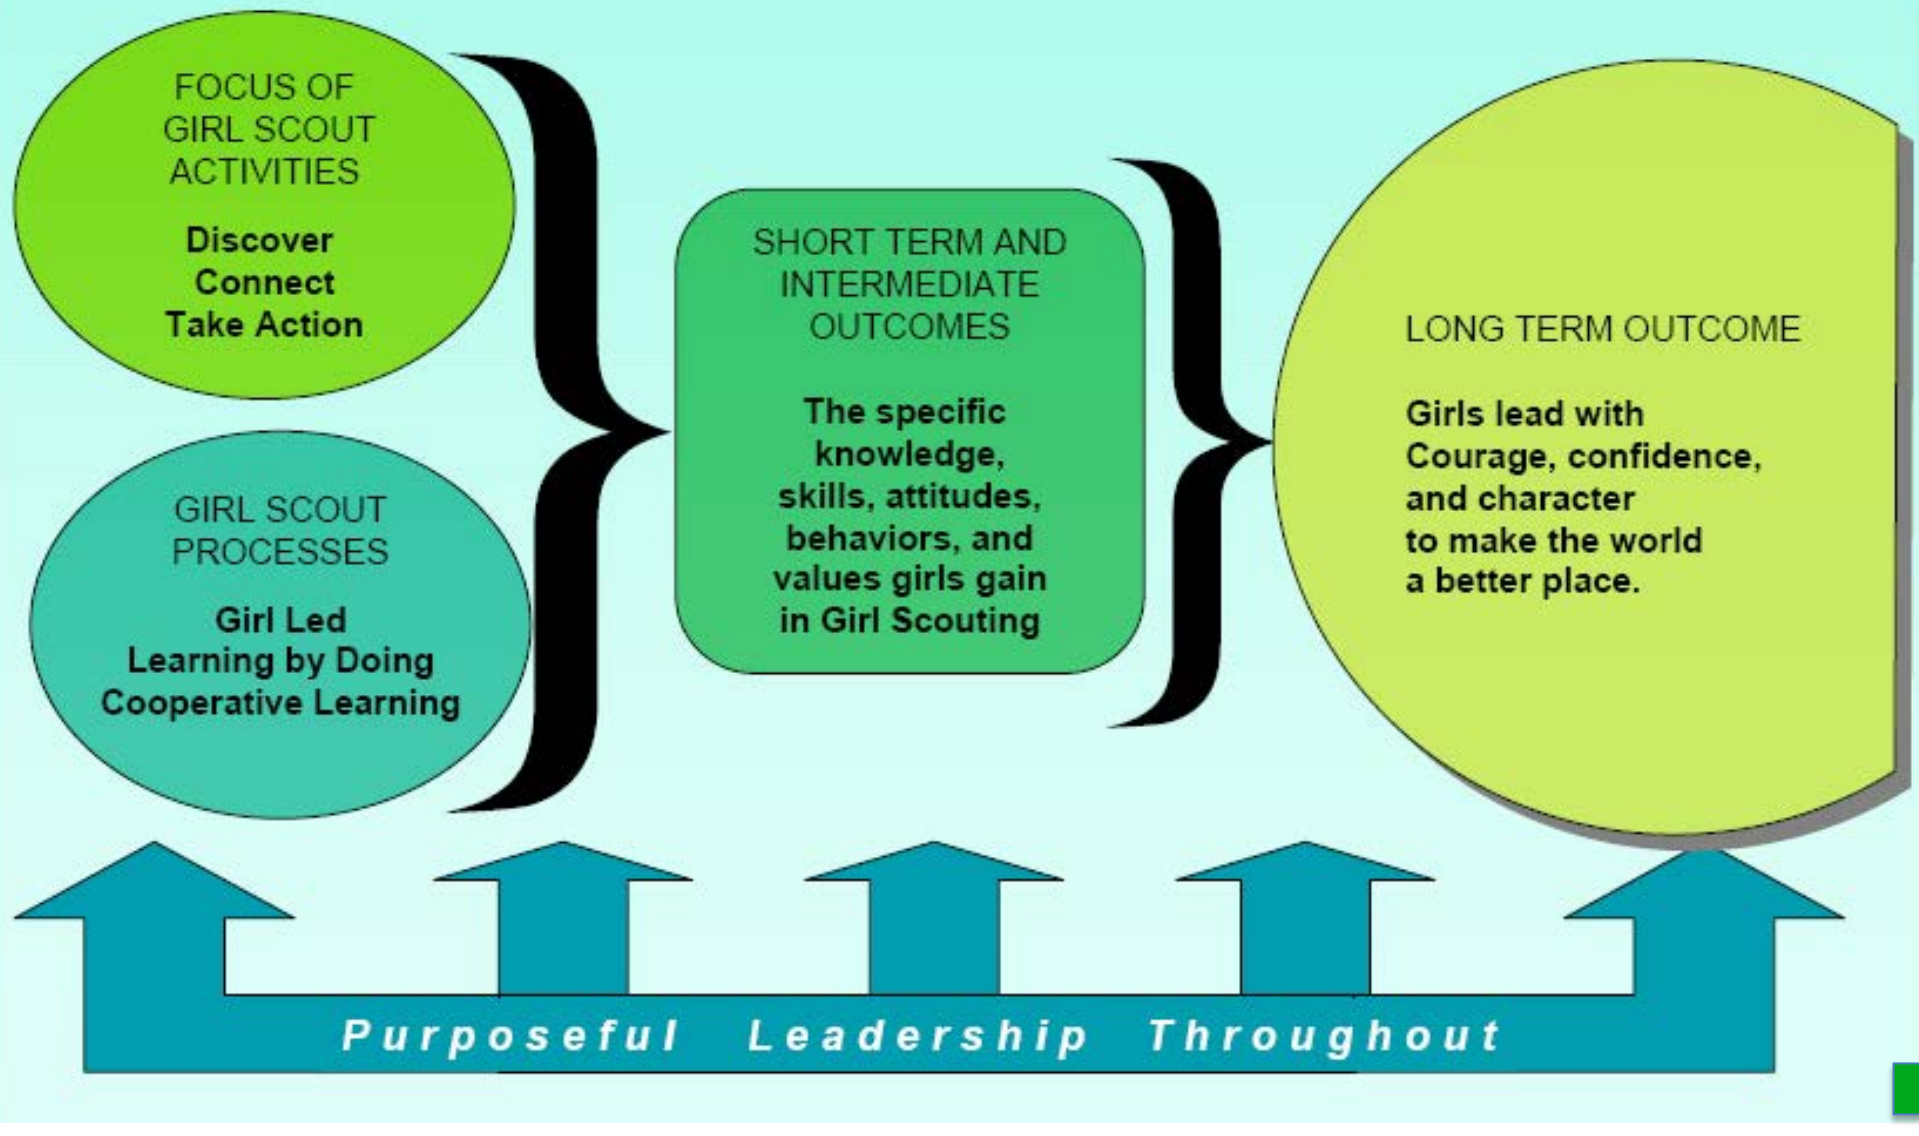 FOCUS OF
GIRL SCOUT
ACTIVITIES
Discover
Connect
Take Action
GIRL SCOUT
PROCESSES
Girl Led
Learning by Doing
Cooperative Learning
SHORT TERM AND
INTERMEDIATE
OUTCOMES
The specific
knowledge,
skills, attitudes,
behaviors, and
values girls gain
in Girl Scouting
LONG TERM OUTCOME
Girls lead with
Courage, confidence,
and character
to make the world
a better place.
Purposeful Leadership Throughout